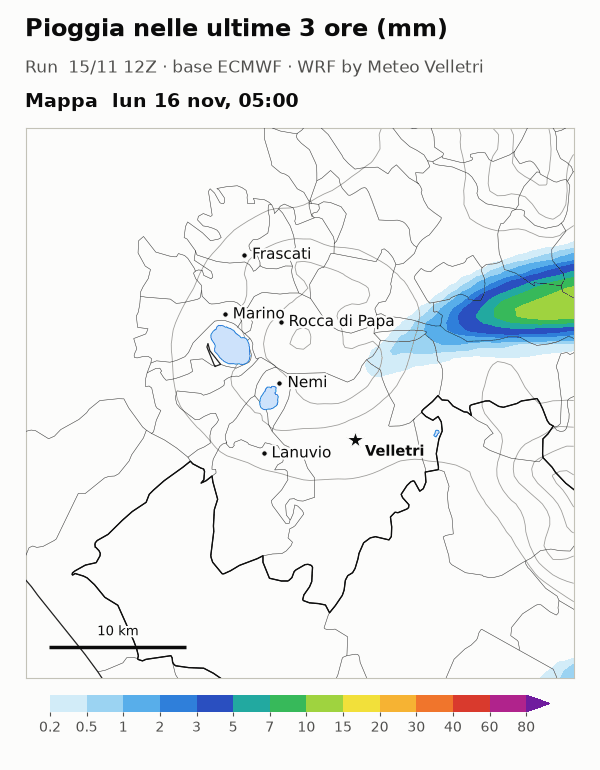 Pioggia nelle ultime 3 ore (mm)
Run  15/11 12Z · base ECMWF · WRF by Meteo Velletri
Mappa  lun 16 nov, 05:00
Frascati
Marino
Rocca di Papa
Nemi
Velletri
Lanuvio
10 km
0.2 0.5 1 2 3 5 7 10 15 20 30 40 60 80